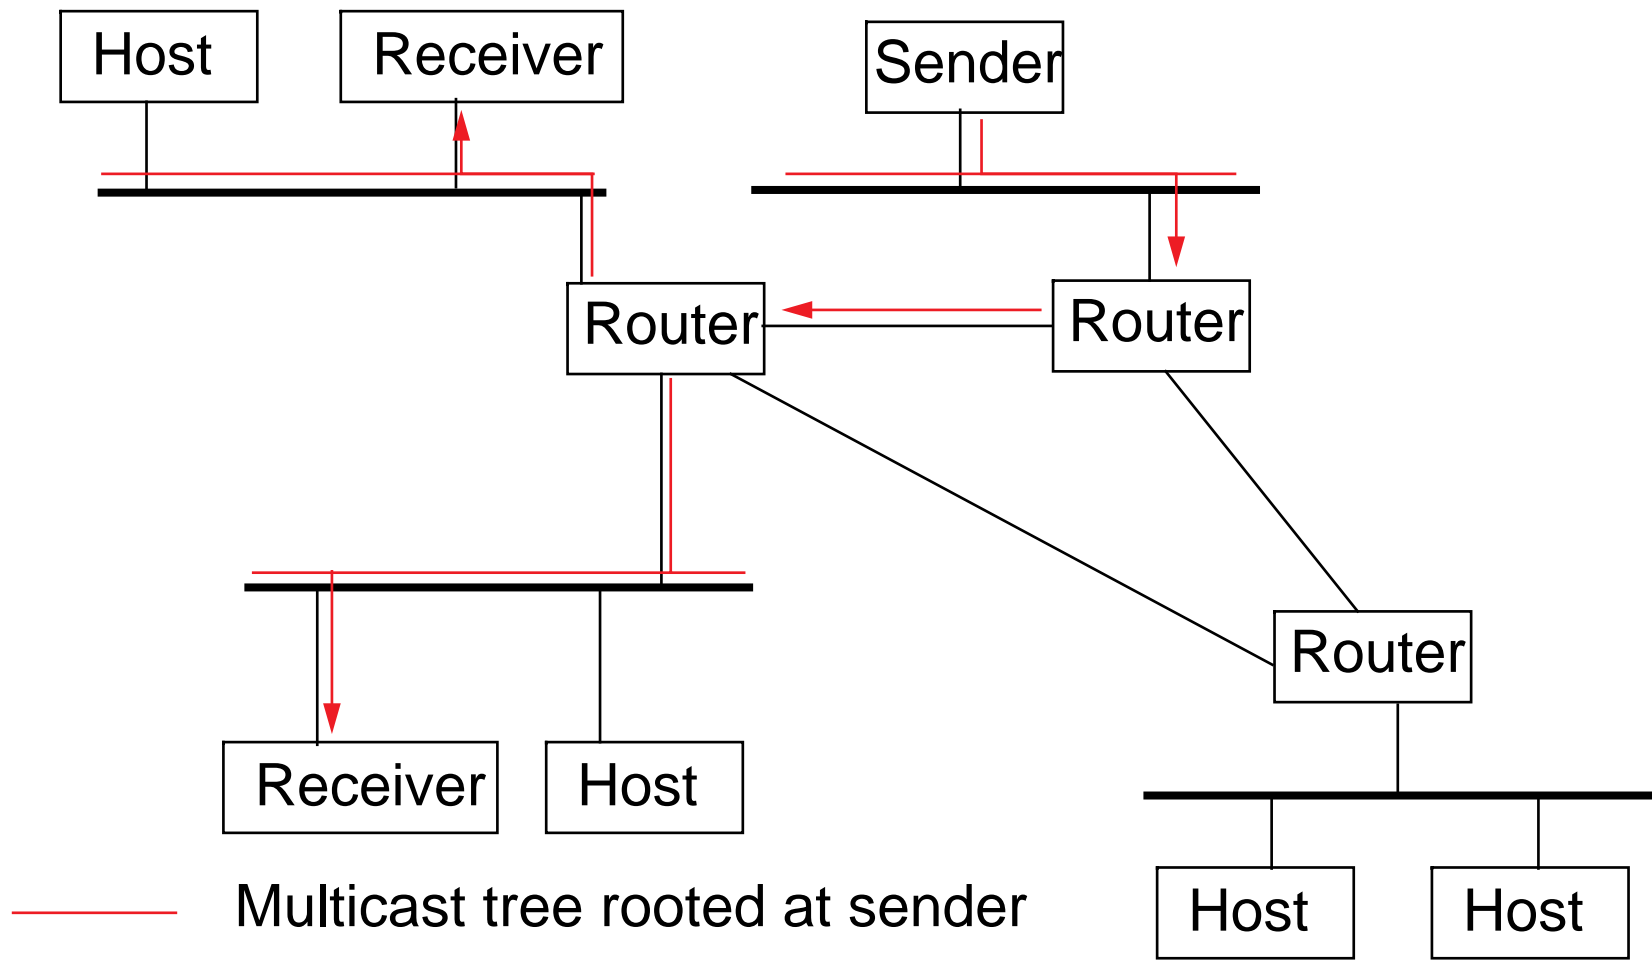 Host
Receiver
Sender
Router
Router
Router
Receiver
Host
Multicast tree rooted at sender
Host
Host